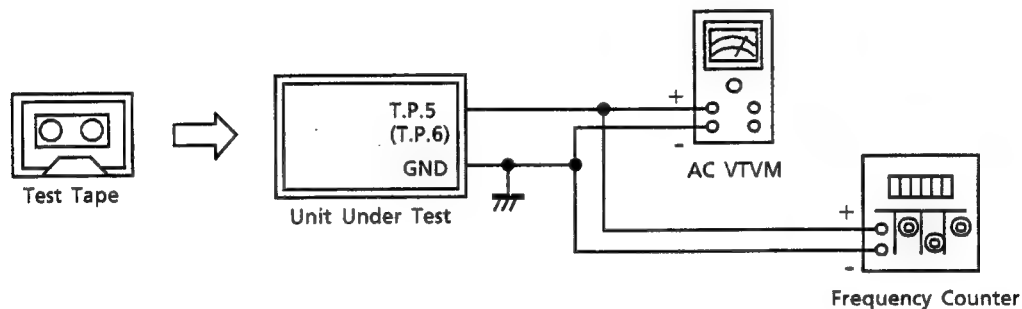 Test Tape
T.P.5
(T.P.6)
GND
Unit Under Test
+
-
AC VTVM
+
-
Frequency Counter